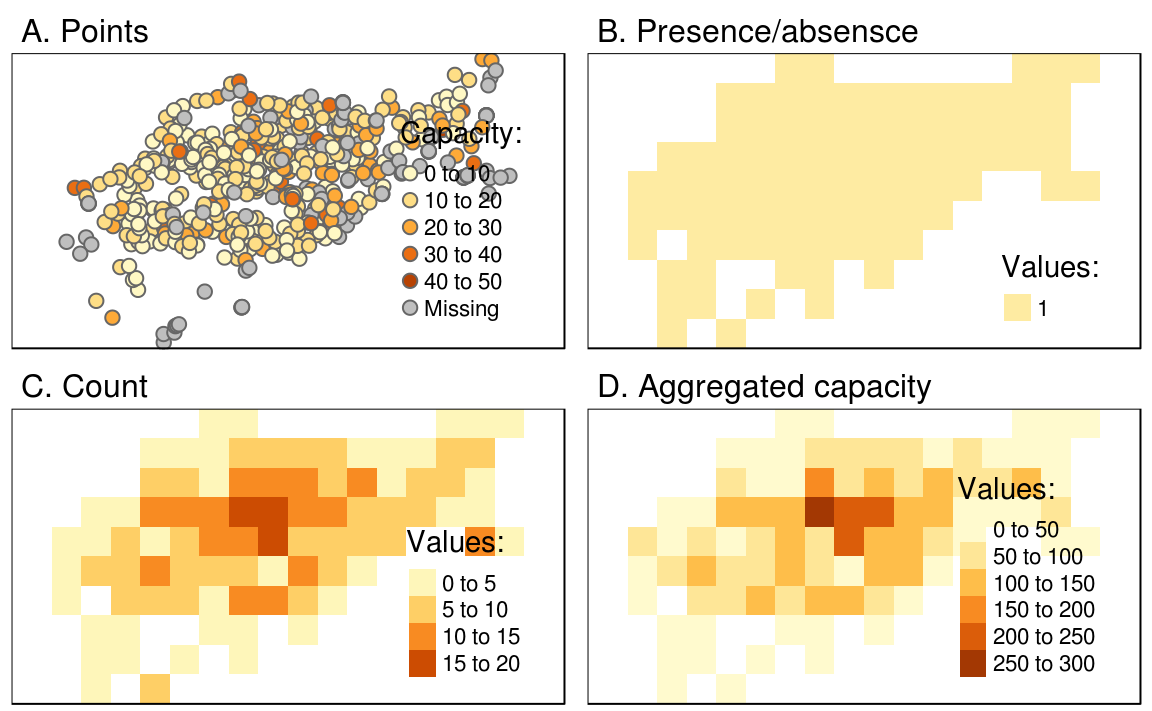 A. Points
Capacity:
0 to 10
10 to 20
20 to 30
30 to 40
40 to 50
Missing
B. Presence/absensce
Values:
1
C. Count
Values:
0 to 5
5 to 10
10 to 15
15 to 20
D. Aggregated capacity
Values:
0 to 50
50 to 100
100 to 150
150 to 200
200 to 250
250 to 300